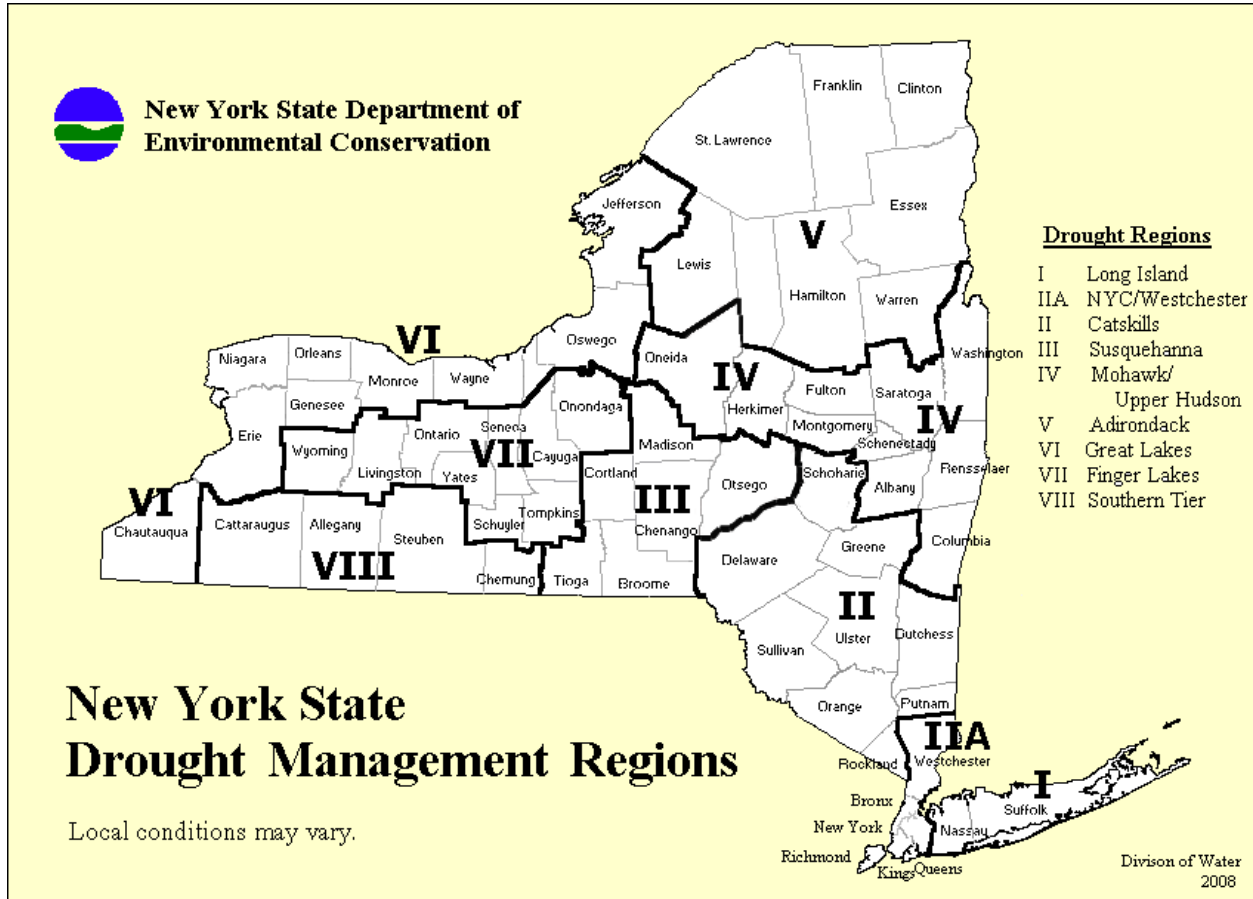 New York State Department of
Environmental Conservation
Franklin
Clinton
St. Lawrence
Jefferson
Essex
V
Lewis
Hamilton
Warren
Drought Regions
I Long Island
IIA NYC/Westchester
II Catskills
III Susquehanna
IV Mohawk/
Upper Hudson
V Adirondack
VI Great Lakes
VII Finger Lakes
VIII Southern Tier
VI
Oswego
Oneida
Washington
Niagara
Orleans
Monroe
Wayne
IV
Fulton
Saratoga
Genesee
Onondaga
Herkimer
Montgomery
IV
Erie
Wyoming
Ontario
Seneca
Madison
Schenectady
Livingston
Yates
VII
Cayuga
Cortland
Otsego
Schoharie
Albany
Rensselaer
VI
Chautauqua
Cattaraugus
Allegany
Steuben
Schuyler
Tompkins
III
Chenango
Greene
Columbia
VIII
Chemung
Tioga
Broome
Delaware
II
Ulster
Dutchess
Sullivan
Orange
Putnam
IIA
Westchester
Rockland
New York State
Drought Management Regions
Local conditions may vary.
Bronx
New York
Richmond
Kings
Queens
Nassau
Suffolk
I
Divison of Water
2008